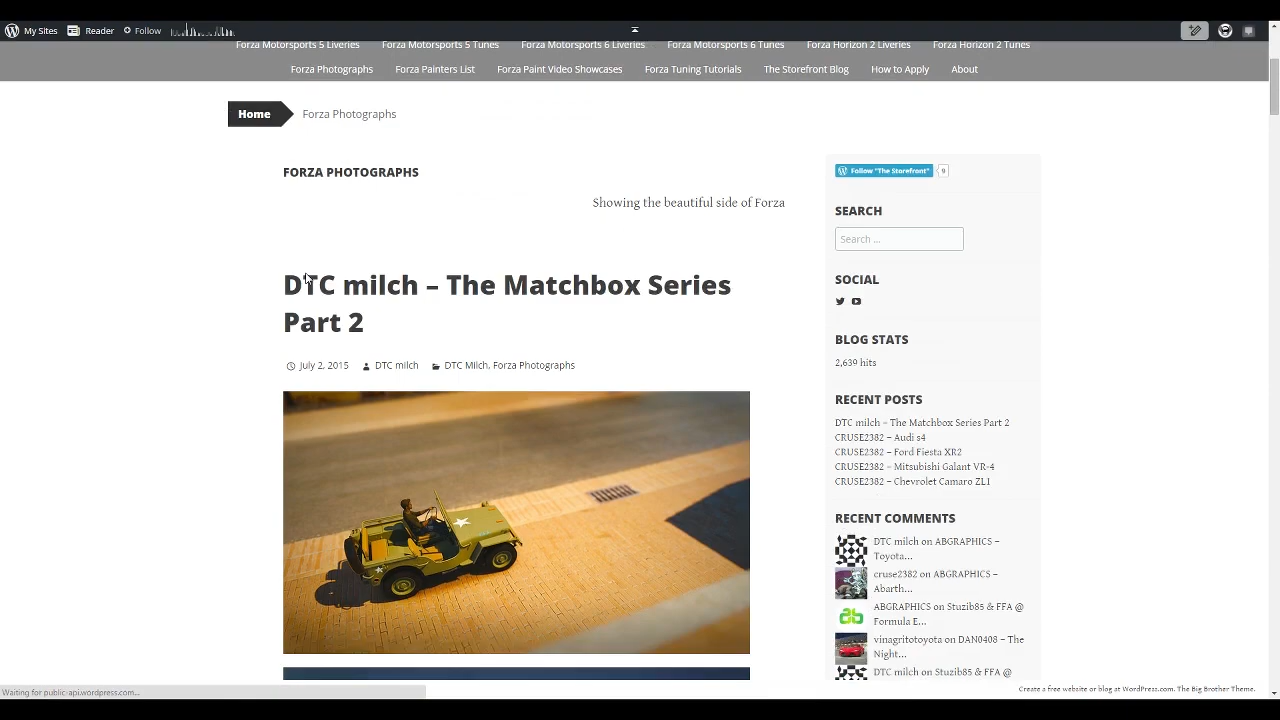 My Sites Reader Follow
Forza Motorsports 5 Liveries Forza Motorsports 5 Tunes Forza Motorsports 6 Liveries Forza Motorsports 6 Tunes Forza Horizon 2 Liveries Forza Horizon 2 Tunes
Forza Photographs Forza Painters List Forza Paint Video Showcases Forza Tuning Tutorials The Storefront Blog How to Apply About
Home Forza Photographs
FORZA PHOTOGRAPHS
Showing the beautiful side of Forza
DTC milch – The Matchbox Series
Part 2
July 2, 2015 DTC milch DTC Milch, Forza Photographs
Follow "The Storefront" 9
SEARCH
Search ...
SOCIAL
BLOG STATS
2,639 hits
RECENT POSTS
DTC milch – The Matchbox Series Part 2
CRUSE2382 – Audi s4
CRUSE2382 – Ford Fiesta XR2
CRUSE2382 – Mitsubishi Galant VR-4
CRUSE2382 – Chevrolet Camaro ZL1
RECENT COMMENTS
DTC milch on ABGRAPHICS –
Toyota...
cruse2382 on ABGRAPHICS –
Abarth...
ABGRAPHICS on Stuzib85 & FFA @
Formula E...
vinagritotoyota on DAN0408 – The
Night...
DTC milch on Stuzib85 & FFA @
Waiting for public-api.wordpress.com...
Create a free website or blog at WordPress.com. The Big Brother Theme.